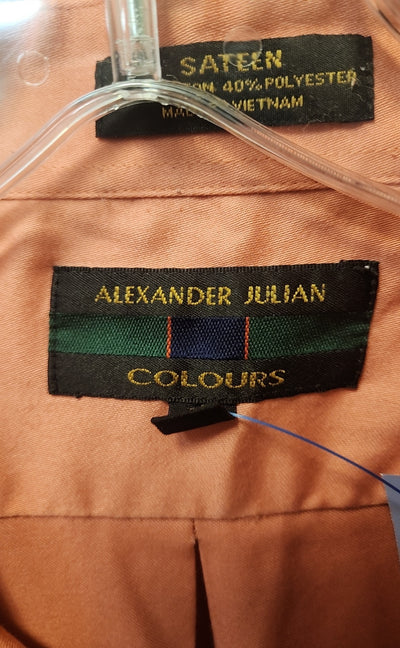 SATEEN
40% POLYESTER
VIETNAM
ALEXANDER JULIAN
COLOURS